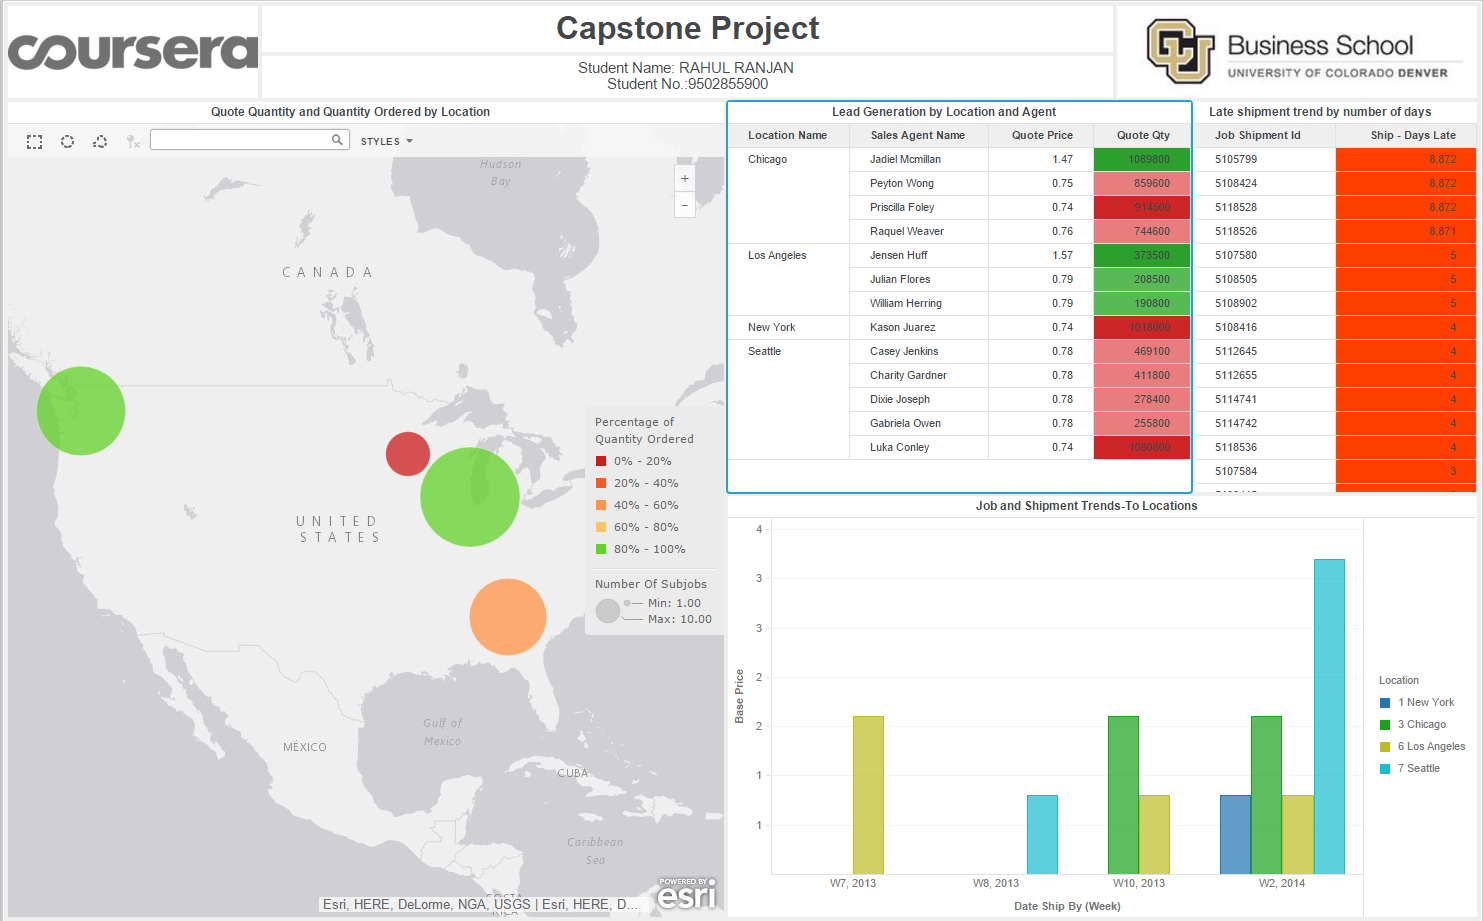 coursera
Capstone Project
Student Name: RAHUL RANJAN
Student No.:9502855900
CU
Business School
UNIVERSITY OF COLORADO DENVER
Quote Quantity and Quantity Ordered by Location
STYLES
Hudson
Bay
+
−
CANADA
UNITED
STATES
MÉXICO
Gulf of
Mexico
CUBA
Caribbean
Sea
COSTA
RICA
Percentage of
Quantity Ordered
0% - 20%
20% - 40%
40% - 60%
60% - 80%
80% - 100%
Number Of Subjobs
Min: 1.00
Max: 10.00
POWERED BY
esri
Esri, HERE, DeLorme, NGA, USGS | Esri, HERE, D...
Lead Generation by Location and Agent
Location Name Sales Agent Name Quote Price Quote Qty
Chicago Jadiel Mcmillan 1.47 1089800
Peyton Wong 0.75 859600
Priscilla Foley 0.74 914500
Raquel Weaver 0.76 744600
Los Angeles Jensen Huff 1.57 373500
Julian Flores 0.79 208500
William Herring 0.79 190800
New York Kason Juarez 0.74 1018000
Seattle Casey Jenkins 0.78 469100
Charity Gardner 0.78 411800
Dixie Joseph 0.78 278400
Gabriela Owen 0.78 255800
Luka Conley 0.74 1680800
Late shipment trend by number of days
Job Shipment Id Ship - Days Late
5105799 8,872
5108424 8,872
5118528 8,872
5118526 8,871
5107580 5
5108505 5
5108902 5
5108416 4
5112645 4
5112655 4
5114741 4
5114742 4
5118536 4
5107584 3
Job and Shipment Trends-To Locations
Base Price
4
3
3
2
2
1
1
W7, 2013
W8, 2013
W10, 2013
W2, 2014
Date Ship By (Week)
Location
1 New York
3 Chicago
6 Los Angeles
7 Seattle